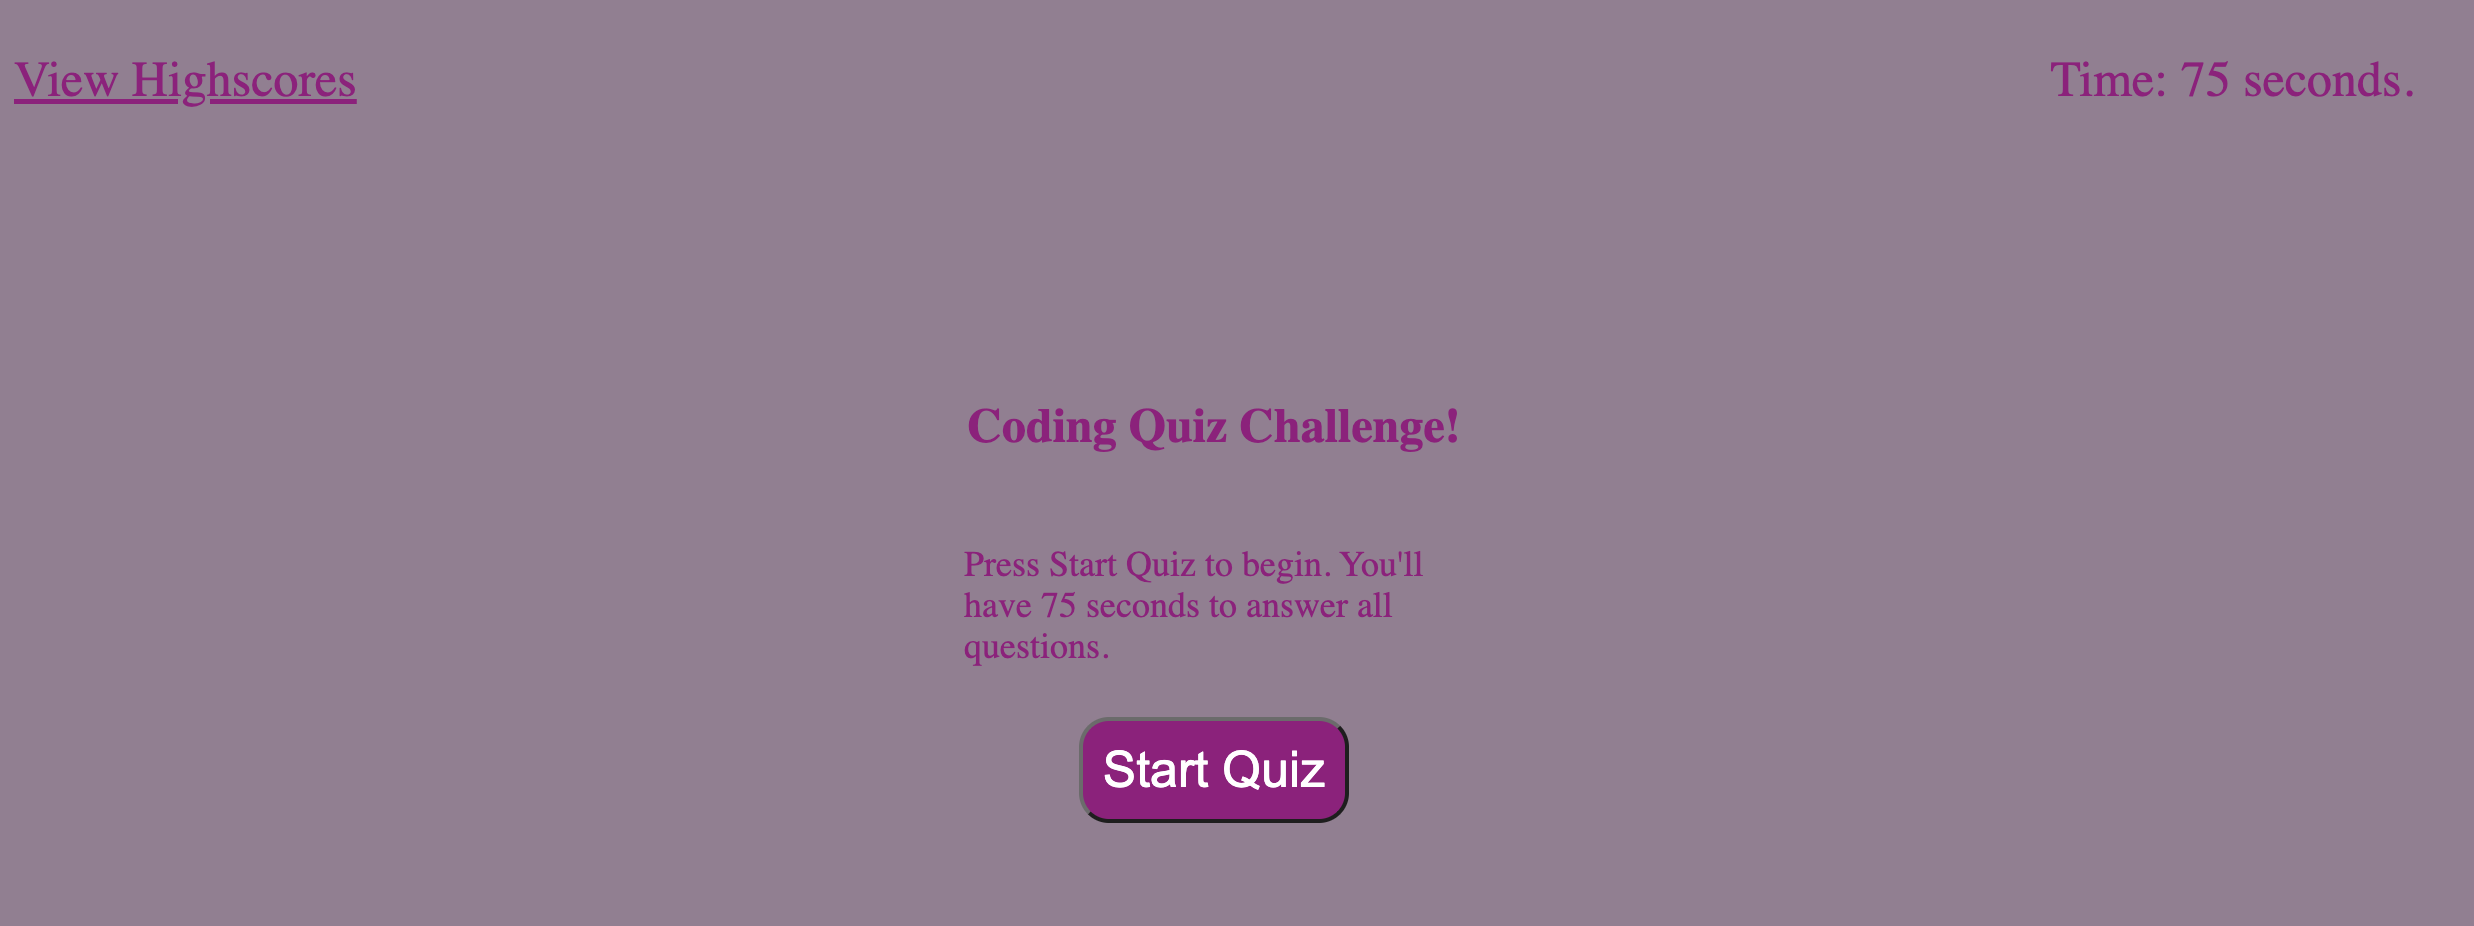 View Highscores
Time: 75 seconds.
Coding Quiz Challenge!
Press Start Quiz to begin. You'll
have 75 seconds to answer all
questions.
Start Quiz